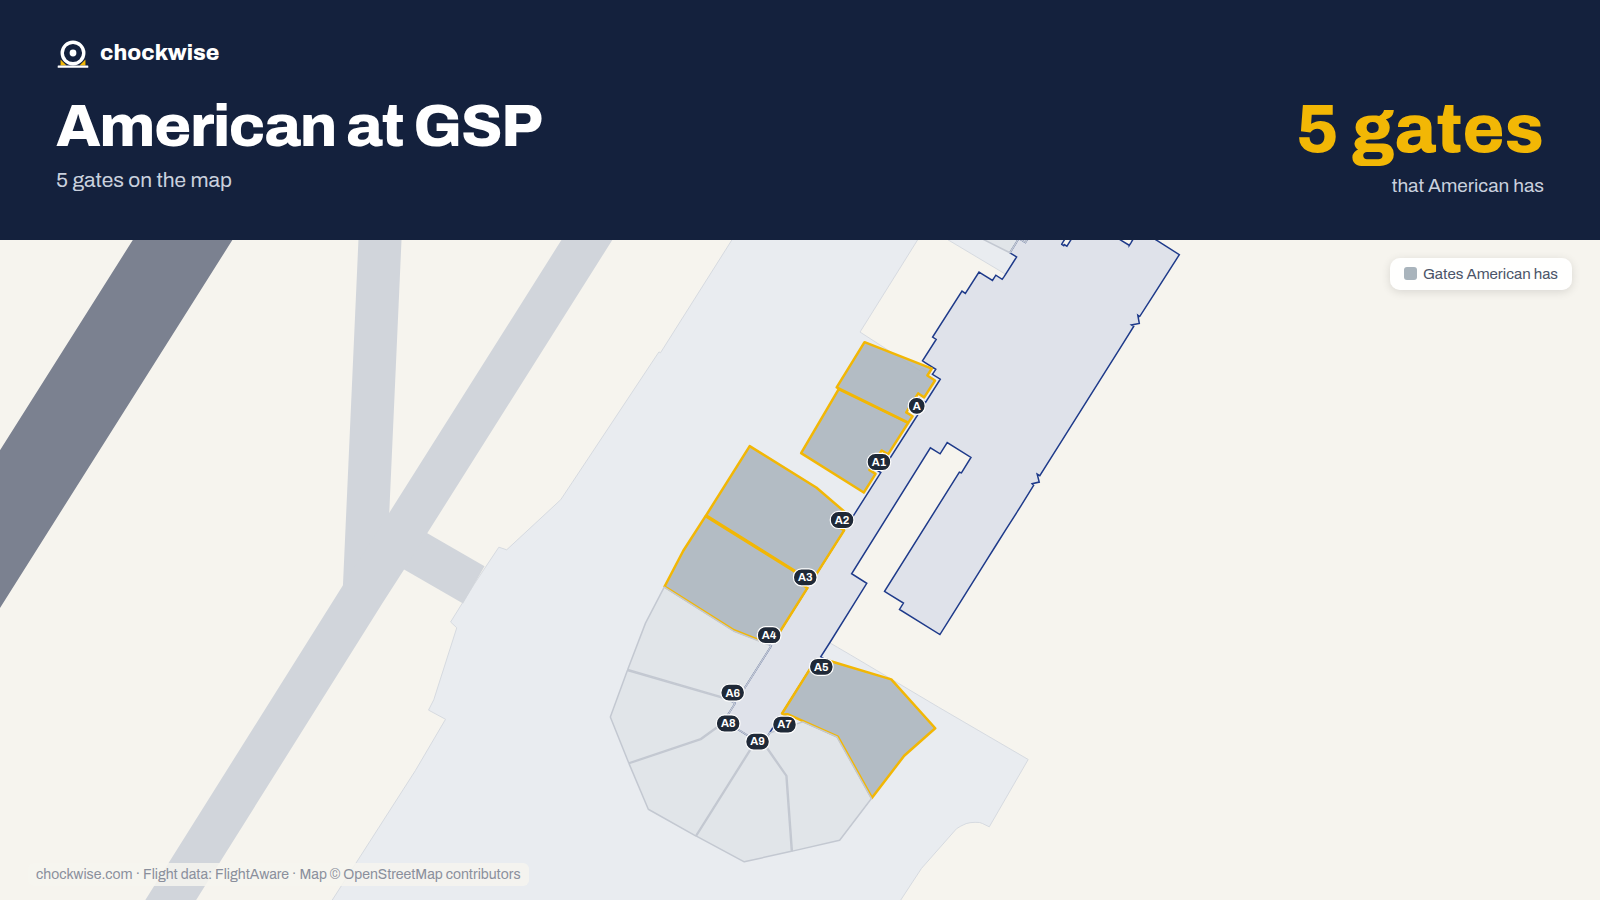 chockwise
American at GSP
5 gates on the map
5 gates
that American has
Gates American has
A
A1
A2
A3
A4
A5
A6
A7
A8
A9
chockwise.com · Flight data: FlightAware · Map © OpenStreetMap contributors